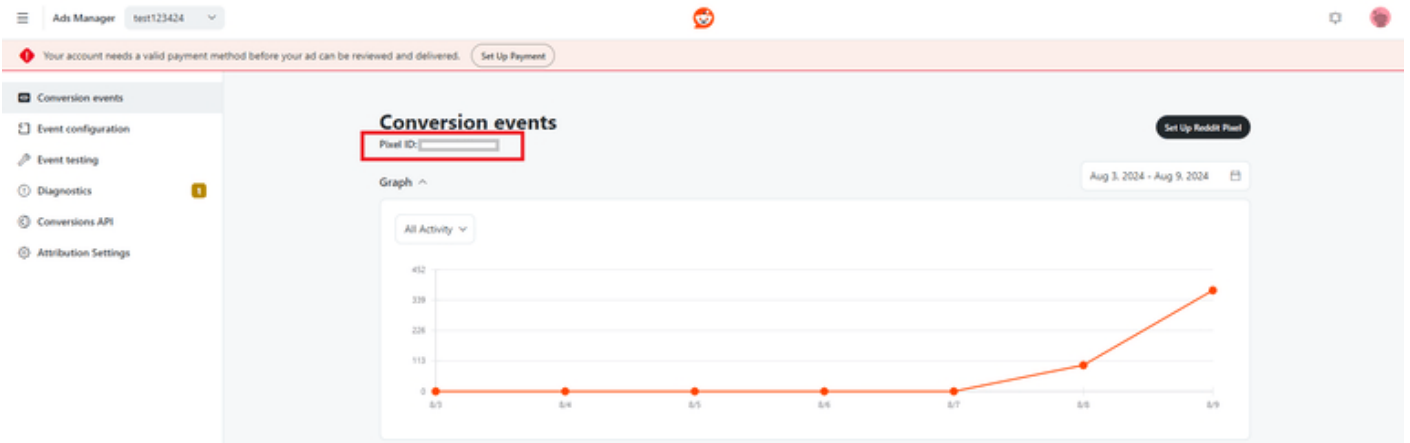 Ads Manager test123424
Your account needs a valid payment method before your ad can be reviewed and delivered. Set Up Payment
Conversion events
Event configuration
Event testing
Diagnostics 1
Conversions API
Attribution Settings
Conversion events
Set Up Reddit Pixel
Pixel ID:
Graph
Aug 3, 2024 - Aug 9, 2024
All Activity
452
339
226
113
0
8/3 8/4 8/5 8/6 8/7 8/8 8/9